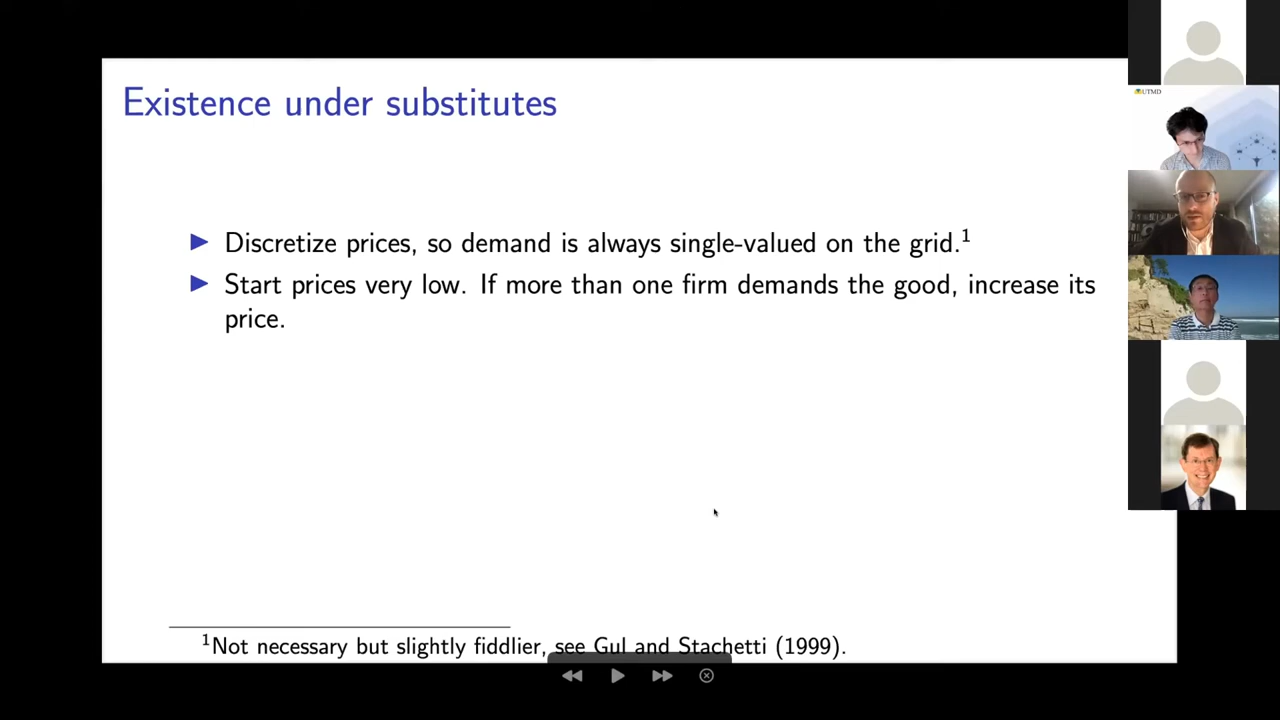 Existence under substitutes
▶ Discretize prices, so demand is always single-valued on the grid.¹
▶ Start prices very low. If more than one firm demands the good, increase its
price.
¹Not necessary but slightly fiddlier, see Gul and Stachetti (1999).
UTMD